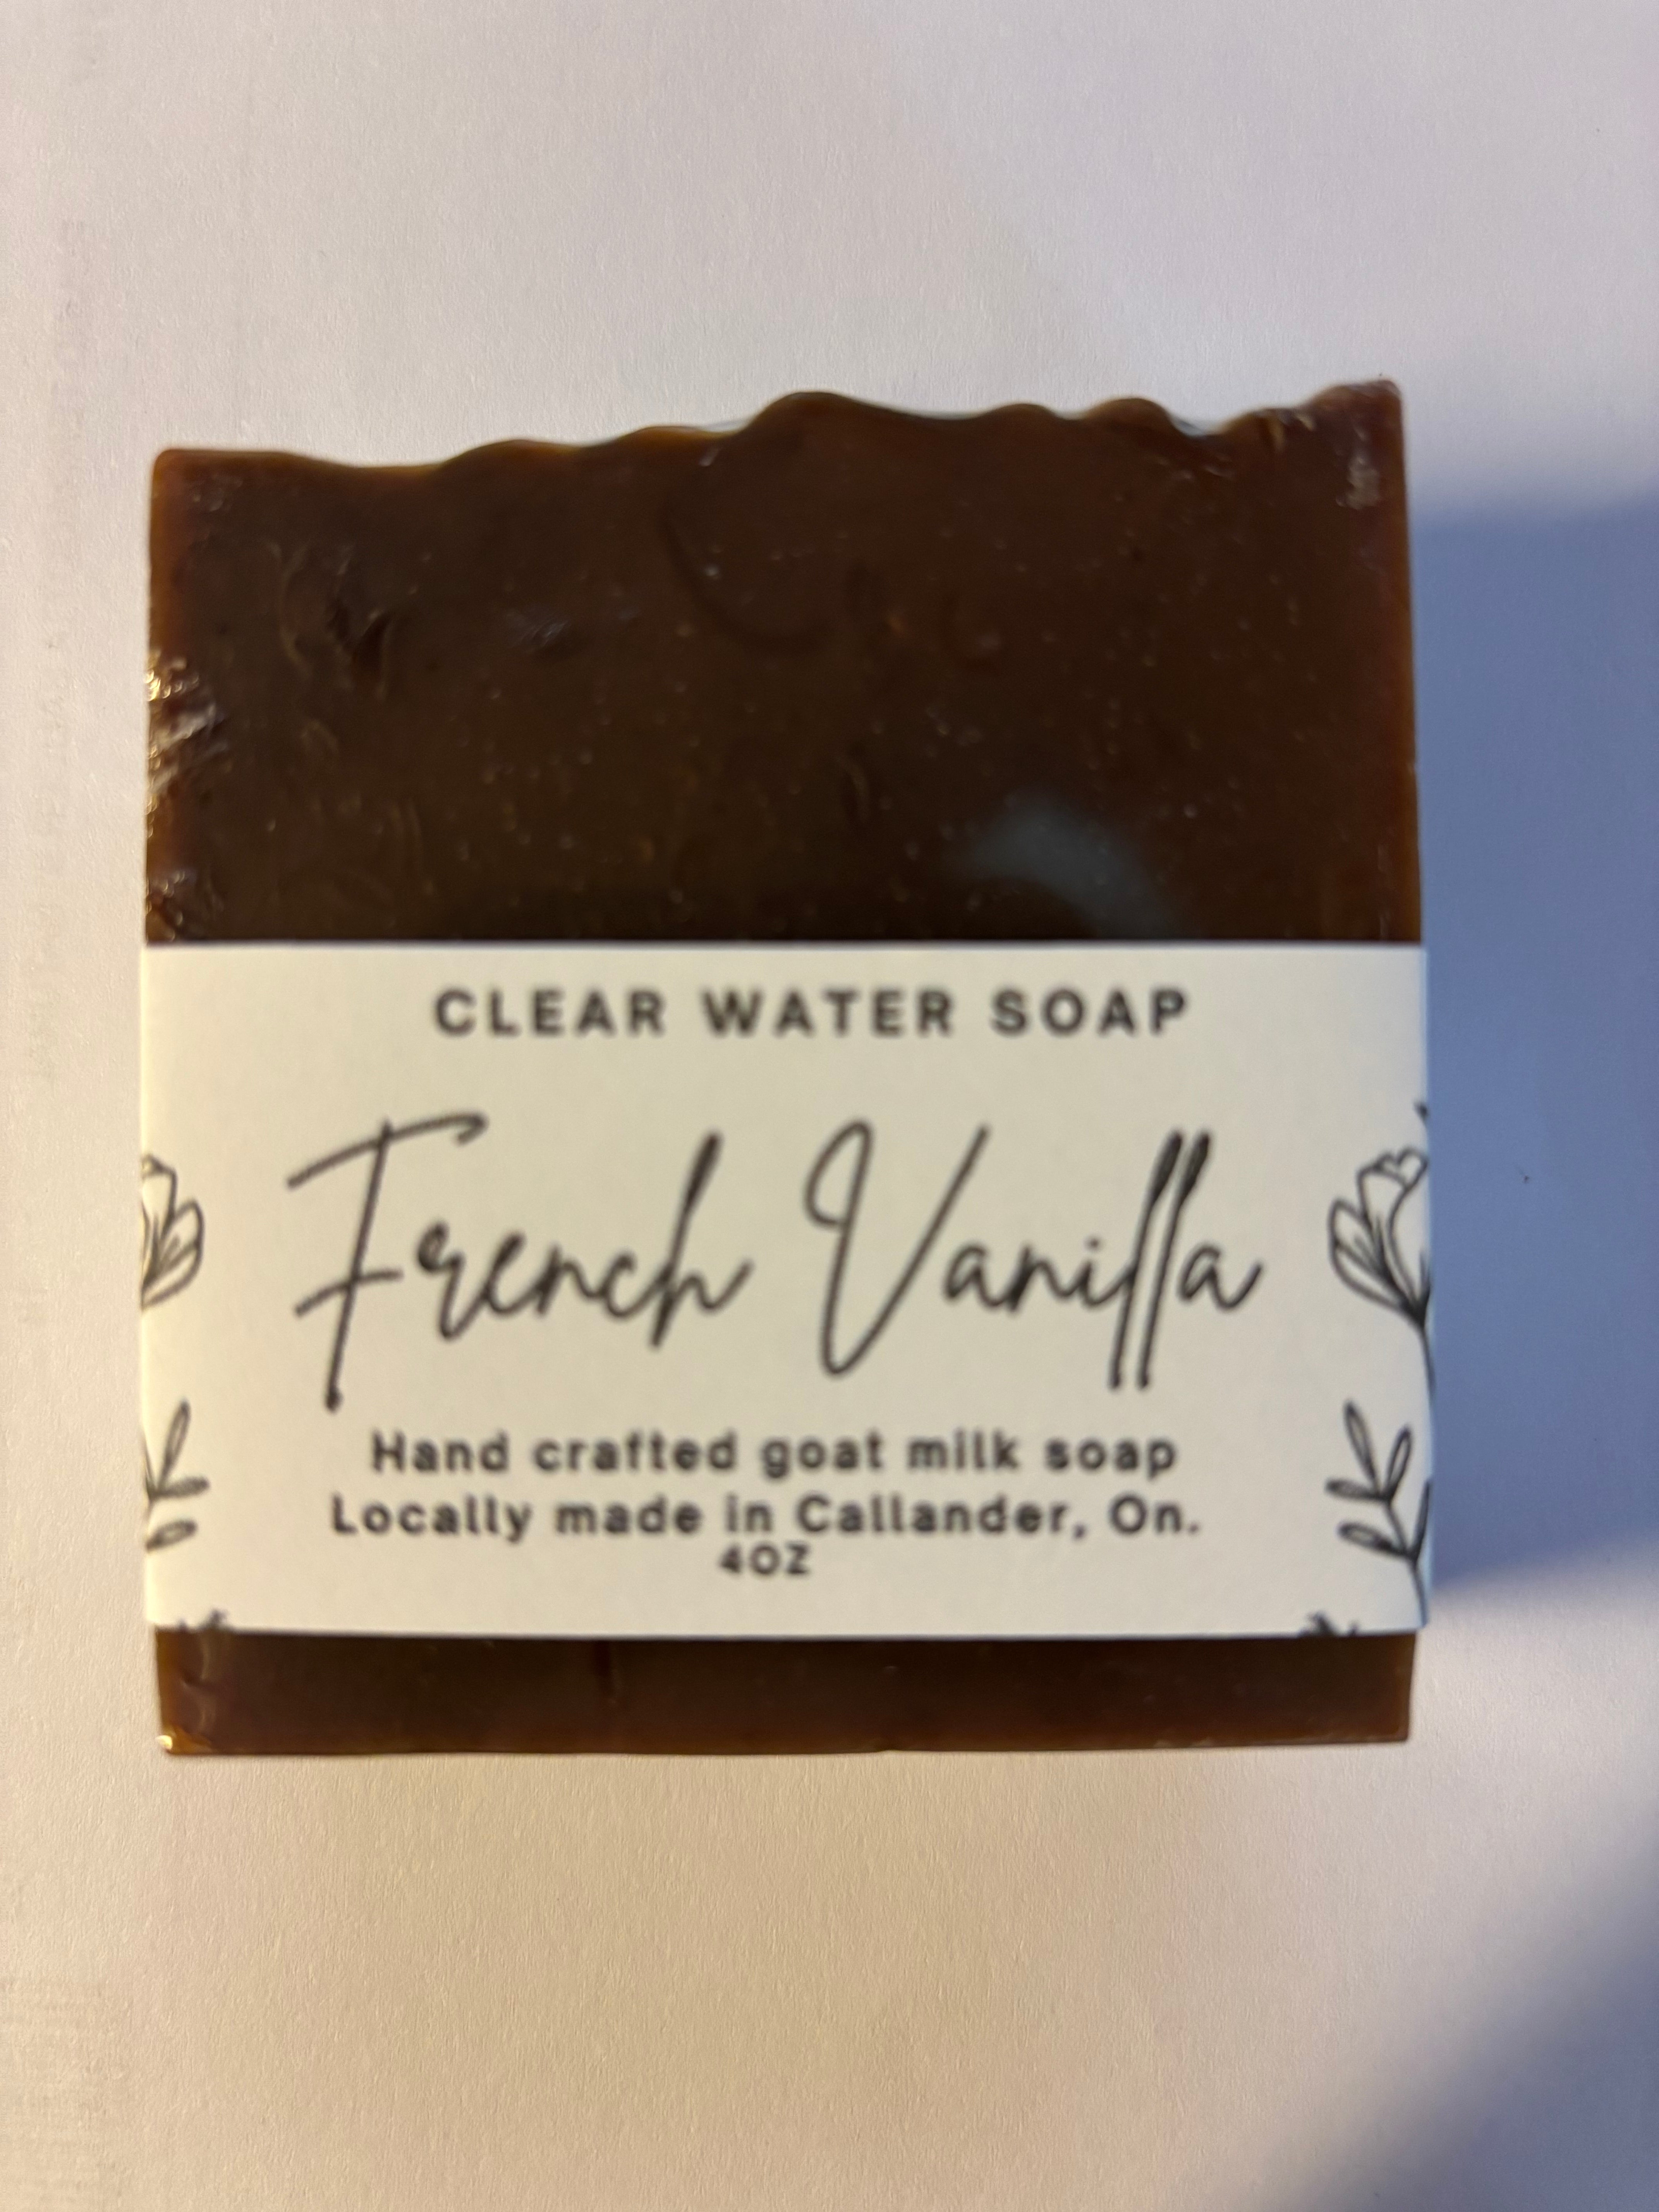 CLEAR WATER SOAP
French Vanilla
Hand crafted goat milk soap
Locally made in Callander, On.
4OZ